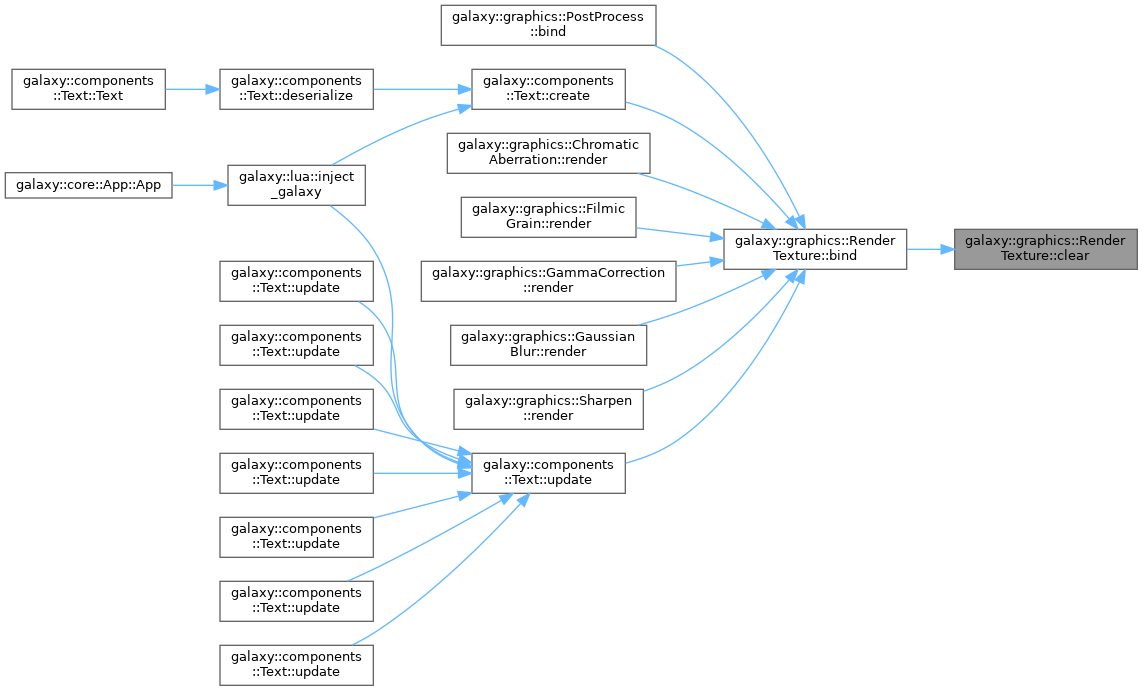 galaxy::graphics::PostProcess
::bind
galaxy::components
::Text::Text
galaxy::components
::Text::deserialize
galaxy::components
::Text::create
galaxy::graphics::Chromatic
Aberration::render
galaxy::core::App::App
galaxy::lua::inject
_galaxy
galaxy::graphics::Filmic
Grain::render
galaxy::graphics::Render
Texture::bind
galaxy::graphics::Render
Texture::clear
galaxy::components
::Text::update
galaxy::graphics::GammaCorrection
::render
galaxy::components
::Text::update
galaxy::graphics::Gaussian
Blur::render
galaxy::components
::Text::update
galaxy::graphics::Sharpen
::render
galaxy::components
::Text::update
galaxy::components
::Text::update
galaxy::components
::Text::update
galaxy::components
::Text::update
galaxy::components
::Text::update